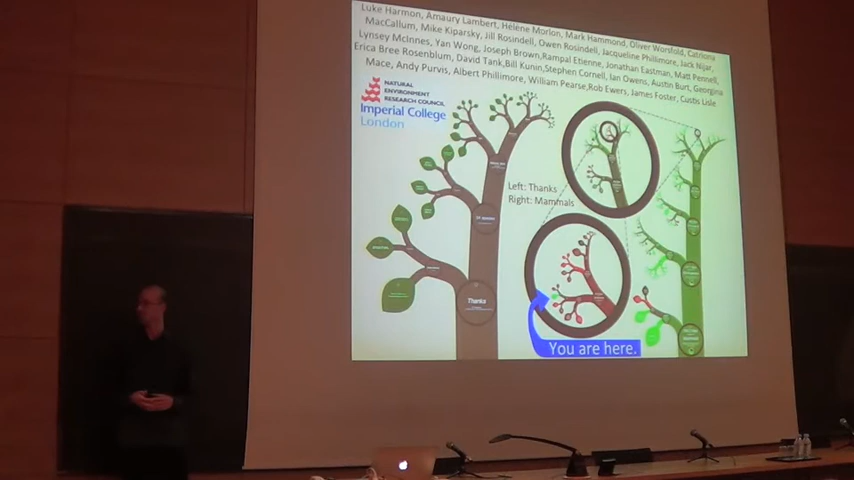 Luke Harmon, Amaury Lambert, Helene Morlon, Mark Hammond, Oliver Worsfold, Catriona
MacCallum, Mike Kiparsky, Jill Rosindell, Owen Rosindell, Jacqueline Phillimore, Jack Nijar,
Lynsey McInnes, Yan Wong, Joseph Brown,Rampal Etienne, Jonathan Eastman, Matt Pennell,
Erica Bree Rosenblum, David Tank,Bill Kunin,Stephen Cornell, Ian Owens, Austin Burt, Georgina
Mace, Andy Purvis, Albert Phillimore, William Pearse,Rob Ewers, James Foster, Custis Lisle
NATURAL
ENVIRONMENT
RESEARCH COUNCIL
Imperial College
London
Left: Thanks
Right: Mammals
Thanks
You are here.